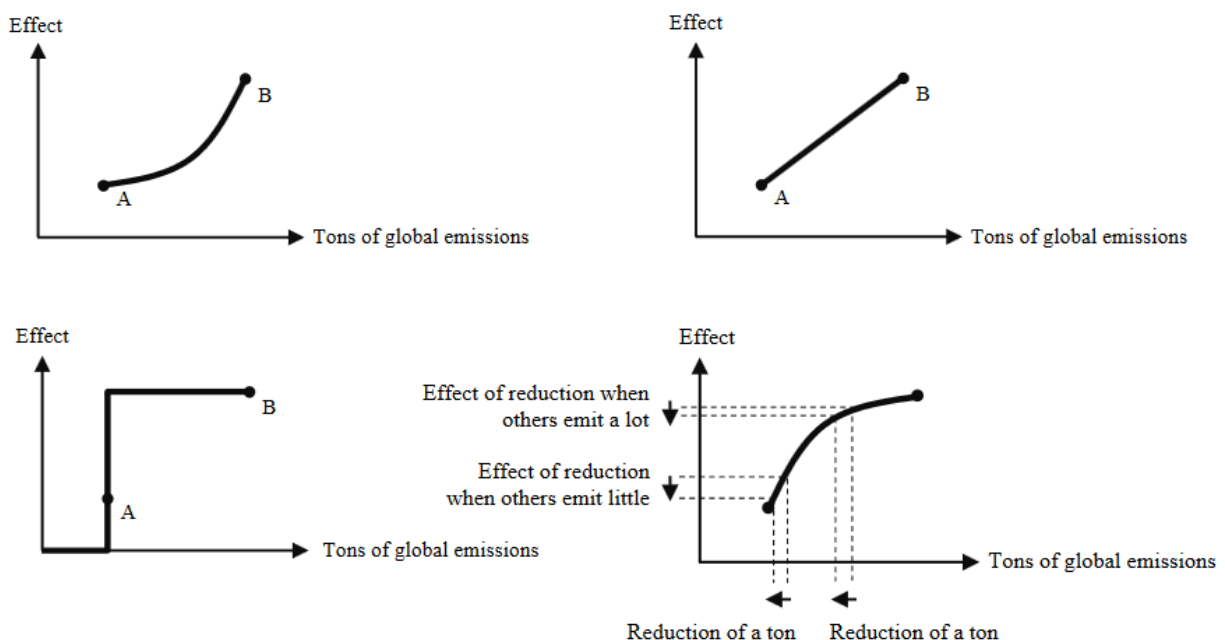 Effect
B
A
Tons of global emissions
Effect
B
A
Tons of global emissions
Effect
B
A
Tons of global emissions
Effect
Effect of reduction when
others emit a lot
Effect of reduction
when others emit little
Tons of global emissions
Reduction of a ton
Reduction of a ton